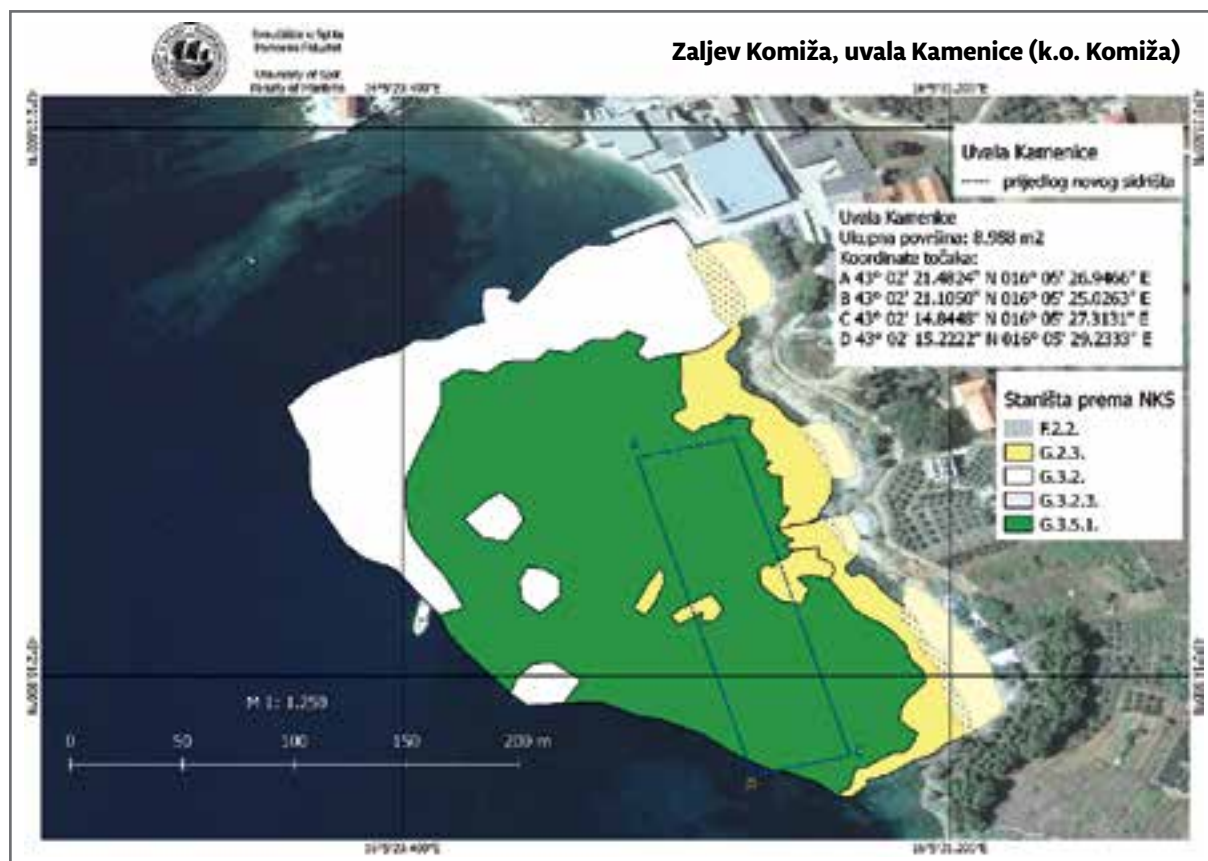 Sveučilište u Splitu
University of Split
Zaljev Komiža, uvala Kamenice (k.o. Komiža)
Uvala Kamenice
prijedlog novog sidrišta
Uvala Kamenice
Ukupna površina: 8.988 m2
Koordinate točaka:
A 43° 02' 21.4824" N 016° 05' 26.9466" E
B 43° 02' 21.1050" N 016° 05' 25.0263" E
C 43° 02' 14.8448" N 016° 05' 27.3131" E
D 43° 02' 15.2222" N 016° 05' 29.2333" E
Staništa prema NKS
F.2.2.
G.2.3.
G.3.2.
G.3.2.3.
G.3.5.1.
M 1: 1.250
0 50 100 150 200 m